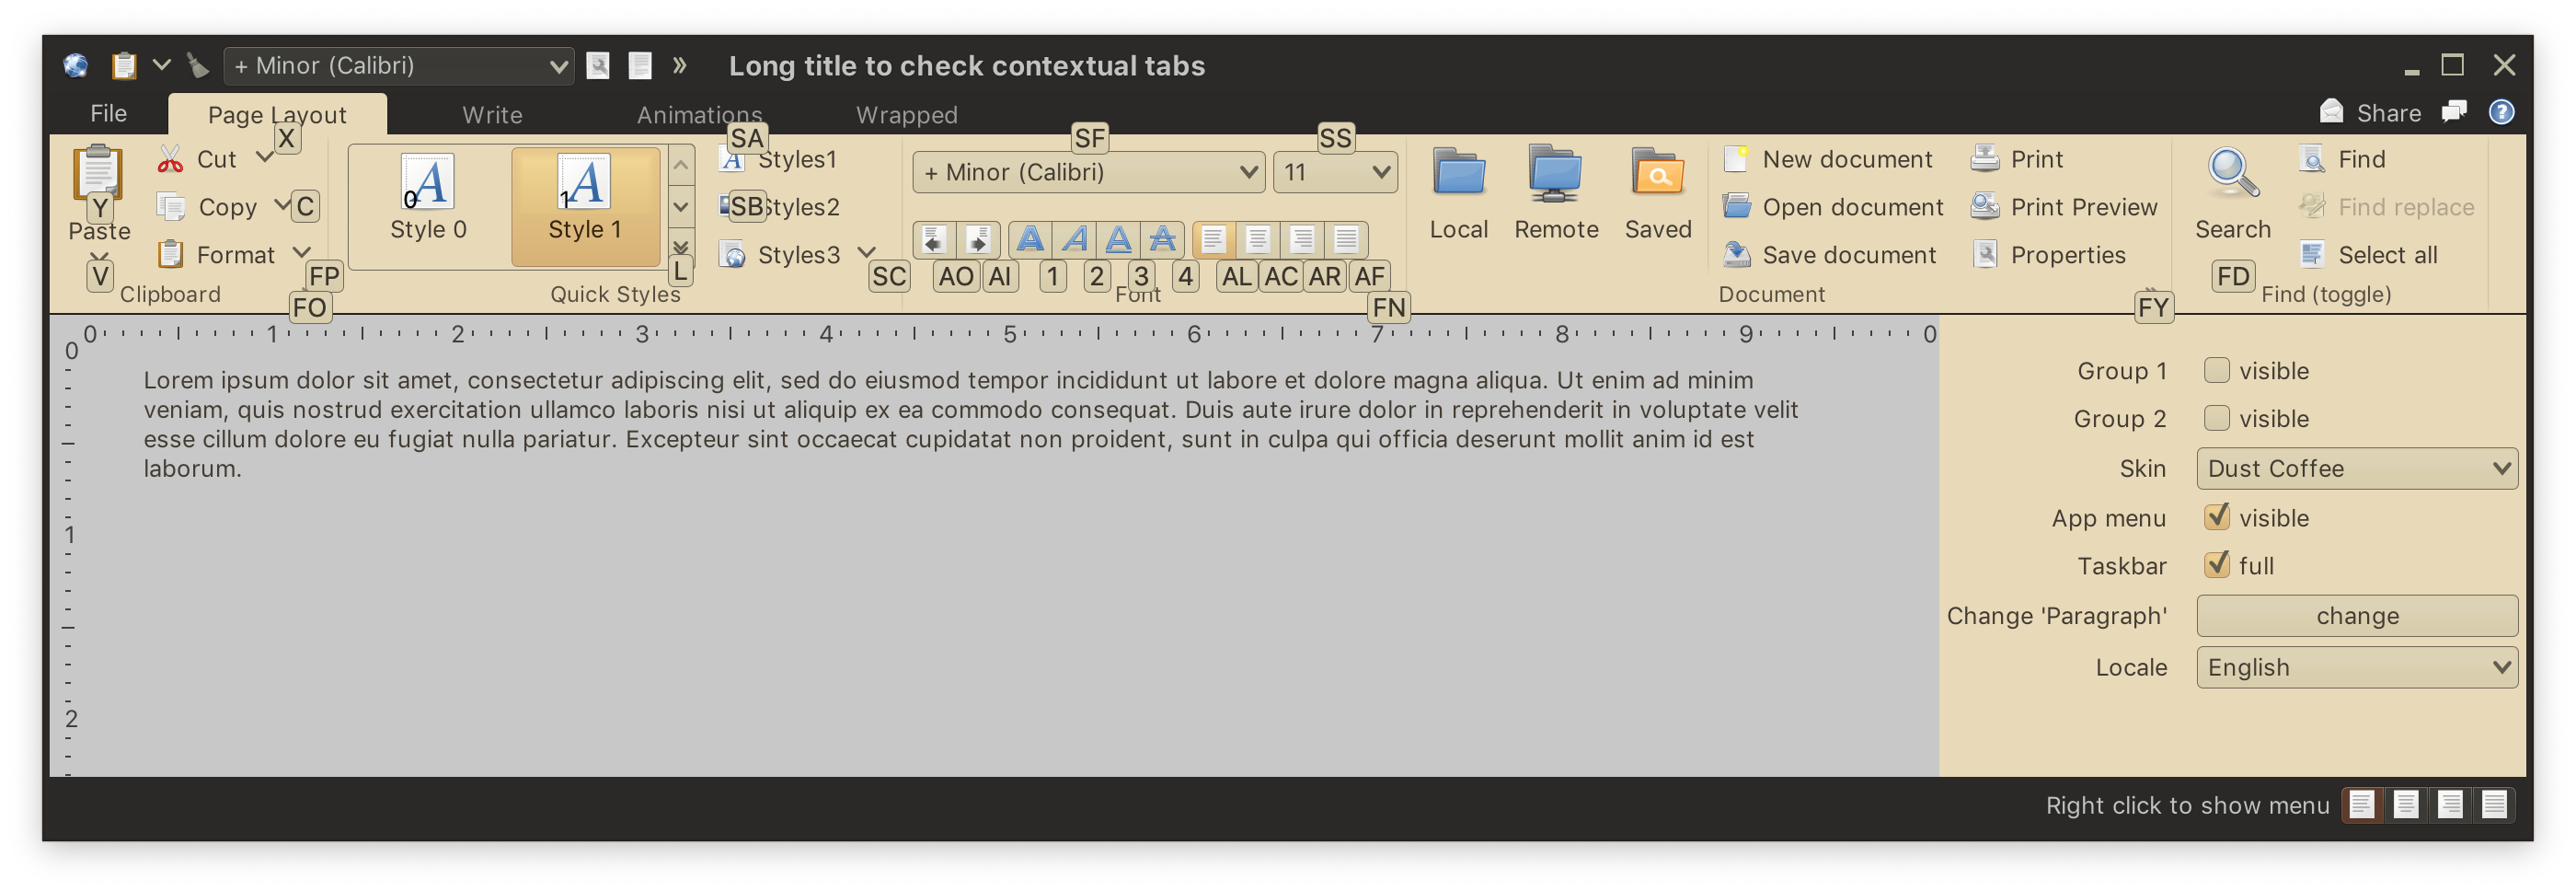 + Minor (Calibri)
Long title to check contextual tabs
File
Page Layout
Write
Animations
Wrapped
Share
Y
Paste
V
Cut
X
Copy
C
Format
FP
Clipboard
FO
0
Style 0
1
Style 1
L
Quick Styles
SA
Styles1
SB
Styles2
Styles3
SC
SF
+ Minor (Calibri)
SS
11
AO AI 1 2 3 4 AL AC AR AF
Font
FN
Local
Remote
Saved
New document
Open document
Save document
Print
Print Preview
Properties
Document
FY
Search
FD
Find
Find replace
Select all
Find (toggle)
0 1 2 3 4 5 6 7 8 9 0
0
1
2
Lorem ipsum dolor sit amet, consectetur adipiscing elit, sed do eiusmod tempor incididunt ut labore et dolore magna aliqua. Ut enim ad minim
veniam, quis nostrud exercitation ullamco laboris nisi ut aliquip ex ea commodo consequat. Duis aute irure dolor in reprehenderit in voluptate velit
esse cillum dolore eu fugiat nulla pariatur. Excepteur sint occaecat cupidatat non proident, sunt in culpa qui officia deserunt mollit anim id est
laborum.
Group 1 visible
Group 2 visible
Skin Dust Coffee
App menu visible
Taskbar full
Change 'Paragraph' change
Locale English
Right click to show menu